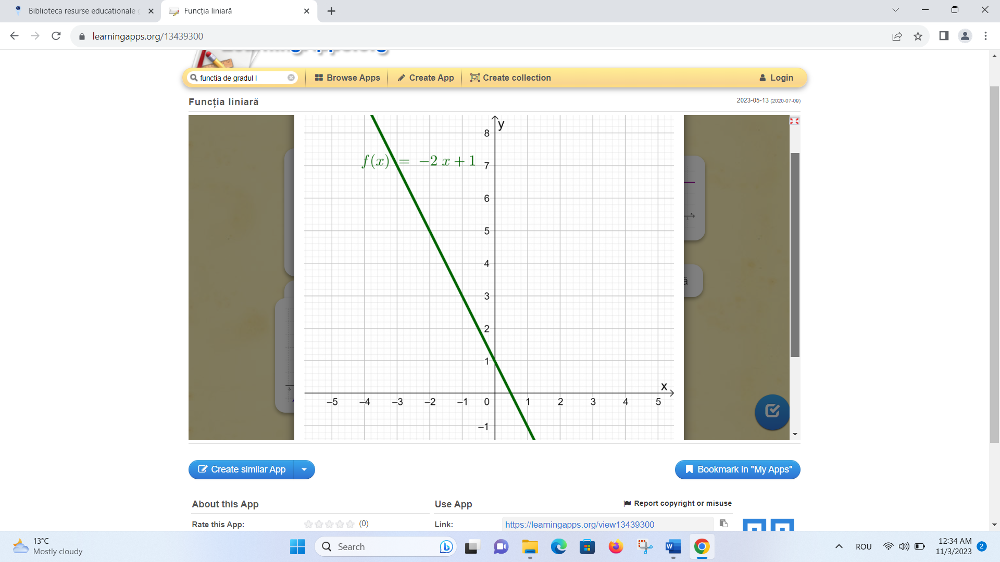 Biblioteca resurse educationale
Funcția liniară
learningapps.org/13439300
functia de gradul I
Browse Apps
Create App
Create collection
Login
Funcția liniară
2023-05-13 (2020-07-09)
y
8
f(x) = −2 x + 1
7
6
5
4
3
2
1
x
−5 −4 −3 −2 −1 0 1 2 3 4 5
−1
ă
-3
Create similar App
Bookmark in "My Apps"
About this App
Use App
Report copyright or misuse
Rate this App:
(0)
Link:
https://learningapps.org/view13439300
13°C
Mostly cloudy
Search
ROU
12:34 AM
11/3/2023
2